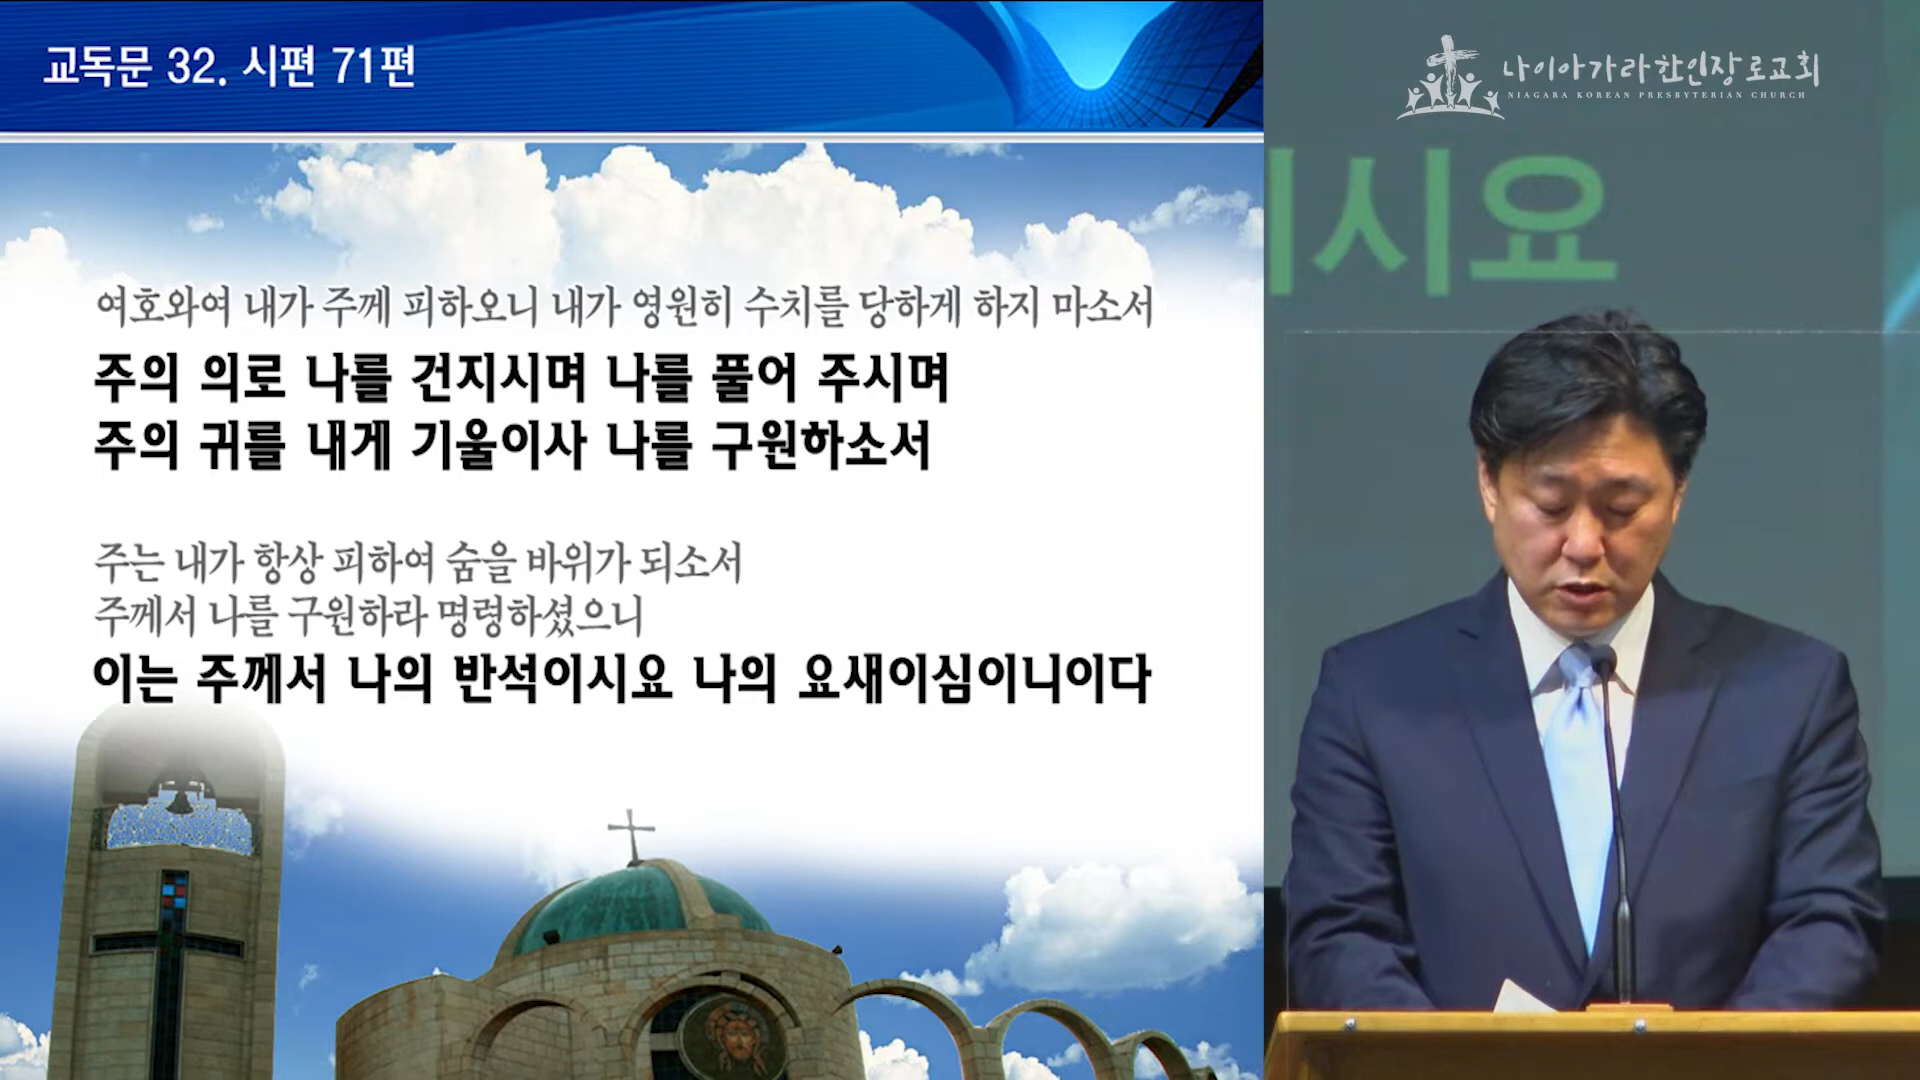 교독문 32. 시편 71편
여호와여 내가 주께 피하오니 내가 영원히 수치를 당하게 하지 마소서
주의 의로 나를 건지시며 나를 풀어 주시며
주의 귀를 내게 기울이사 나를 구원하소서
주는 내가 항상 피하여 숨을 바위가 되소서
주께서 나를 구원하라 명령하셨으니
이는 주께서 나의 반석이시요 나의 요새이심이니이다
나이아가라한인장로교회
NIAGARA KOREAN PRESBYTERIAN CHURCH
시요